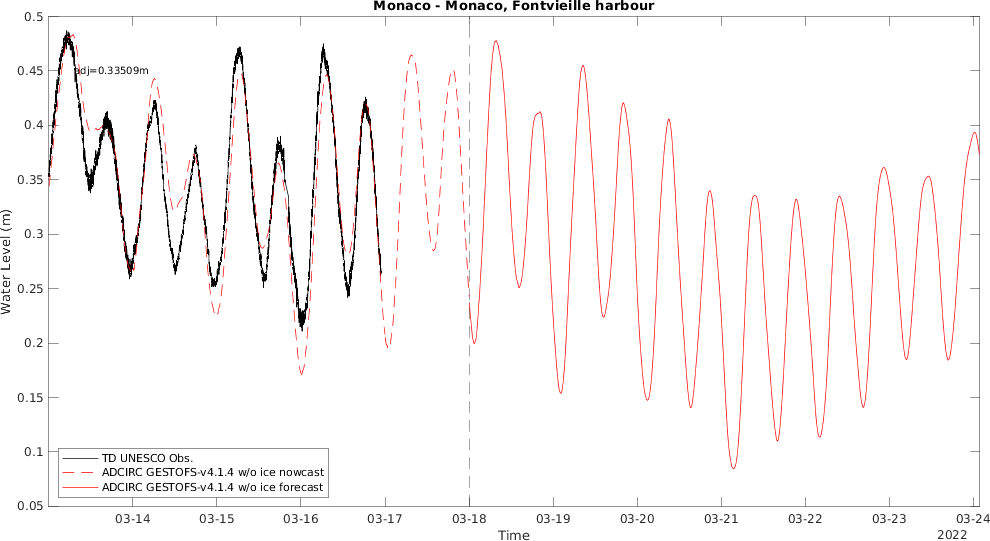 Monaco - Monaco, Fontvieille harbour
0.5
0.45
0.4
0.35
0.3
0.25
0.2
0.15
0.1
0.05
Water Level (m)
adj=0.33509m
TD UNESCO Obs.
ADCIRC GESTOFS-v4.1.4 w/o ice nowcast
ADCIRC GESTOFS-v4.1.4 w/o ice forecast
03-14 03-15 03-16 03-17 03-18 03-19 03-20 03-21 03-22 03-23 03-24
Time
2022